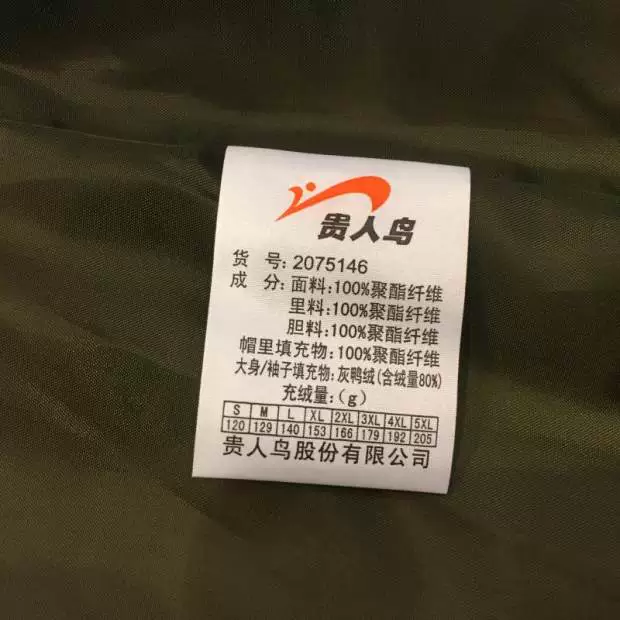 贵人鸟
货 号:2075146
成 分:面料:100%聚酯纤维
里料:100%聚酯纤维
胆料:100%聚酯纤维
帽里填充物:100%聚酯纤维
大身/袖子填充物:灰鸭绒(含绒量80%)
充绒量:(g)
S M L XL 2XL 3XL 4XL 5XL
120 129 140 153 166 179 192 205
贵人鸟股份有限公司